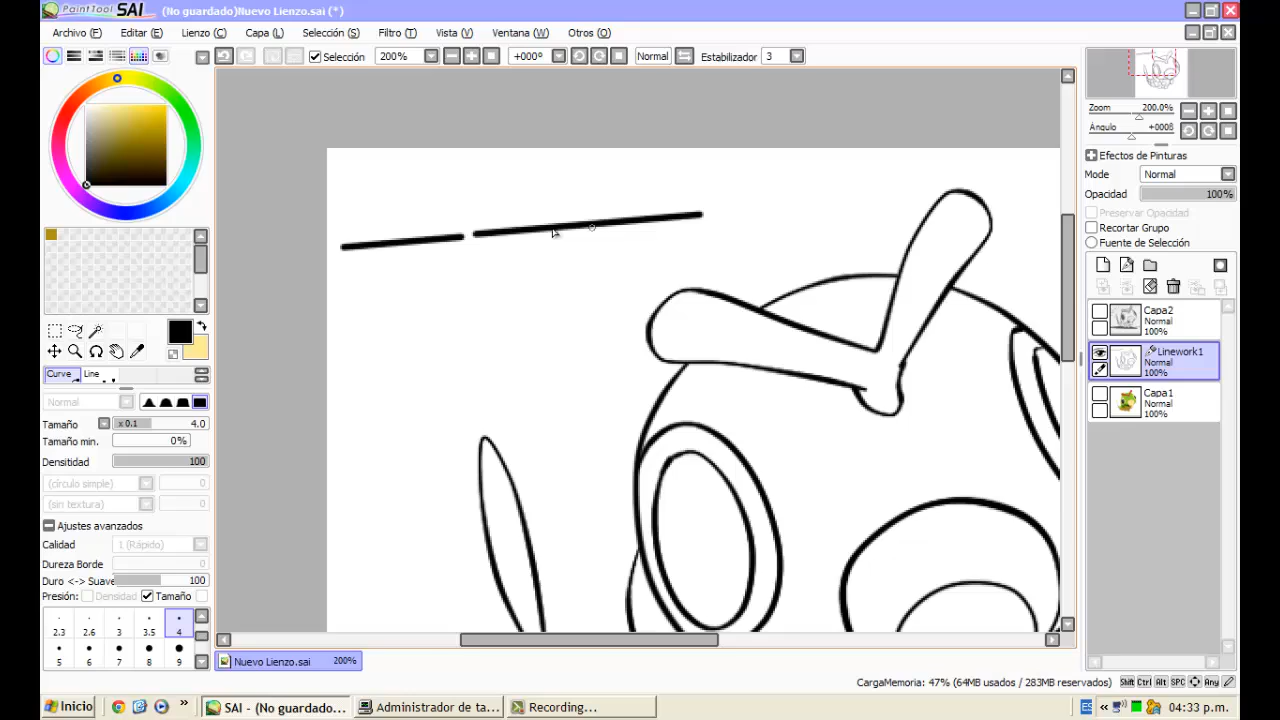 PaintTool SAI (No guardado)Nuevo Lienzo.sai (*)
Archivo (F) Editar (E) Lienzo (C) Capa (L) Selección (S) Filtro (T) Vista (V) Ventana (W) Otros (O)
Selección 200% +000º Normal Estabilizador 3
Zoom 200.0%
Ángulo +000ß
Efectos de Pinturas
Mode Normal
Opacidad 100%
Preservar Opacidad
Recortar Grupo
Fuente de Selección
Capa2
Normal
100%
Linework1
Normal
100%
Capa1
Normal
100%
Curve Line
Normal
Tamaño x 0.1 4.0
Tamaño min. 0%
Densitidad 100
(círculo simple) 0
(sin textura) 0
Ajustes avanzados
Calidad 1 (Rápido)
Dureza Borde 0
Duro <-> Suave 100
Presión: Densidad Tamaño
2.3 2.6 3 3.5 4
5 6 7 8 9
Nuevo Lienzo.sai 200%
CargaMemoria: 47% (64MB usados / 283MB reservados) Shift Ctrl Alt SPC Any
Inicio » SAI - (No guardado... Administrador de ta... Recording... ES « 04:33 p.m.